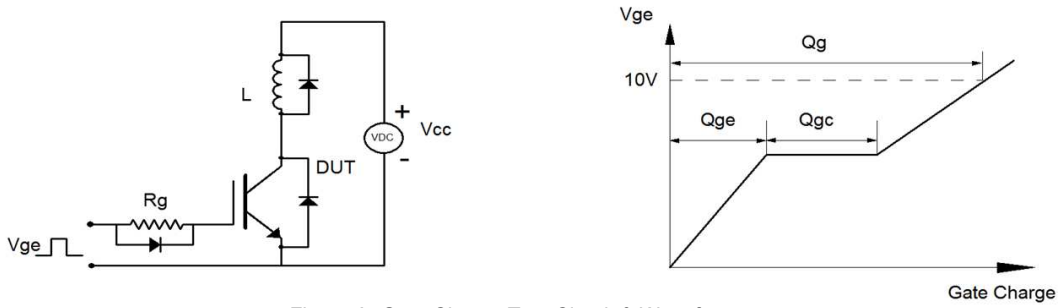 L
VDC
+
-
Vcc
DUT
Rg
Vge
Vge
Qg
10V
Qge
Qgc
Gate Charge